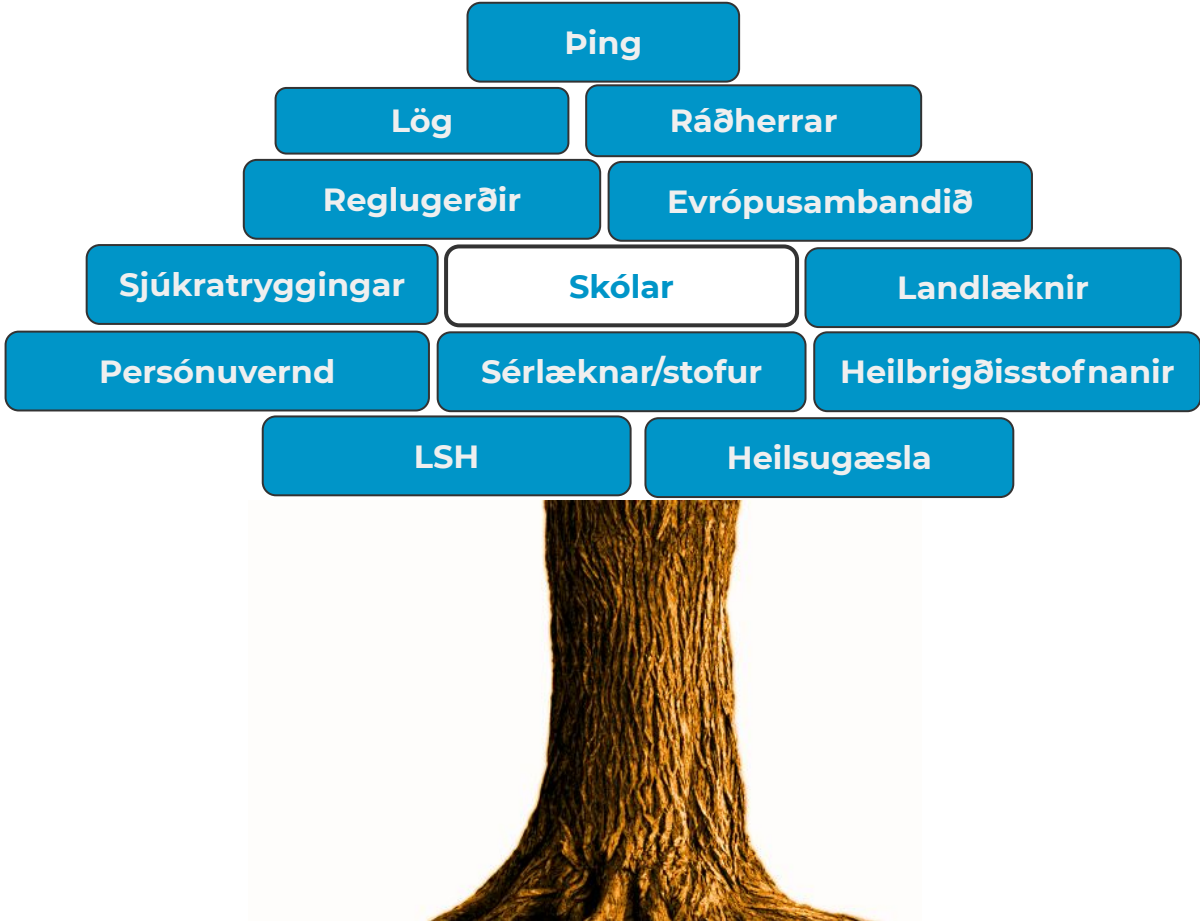 Þing
Lög
Ráðherrar
Reglugerðir
Evrópusambandið
Sjúkratryggingar
Skólar
Landlæknir
Persónuvernd
Sérlæknar/stofur
Heilbrigðisstofnanir
LSH
Heilsugæsla